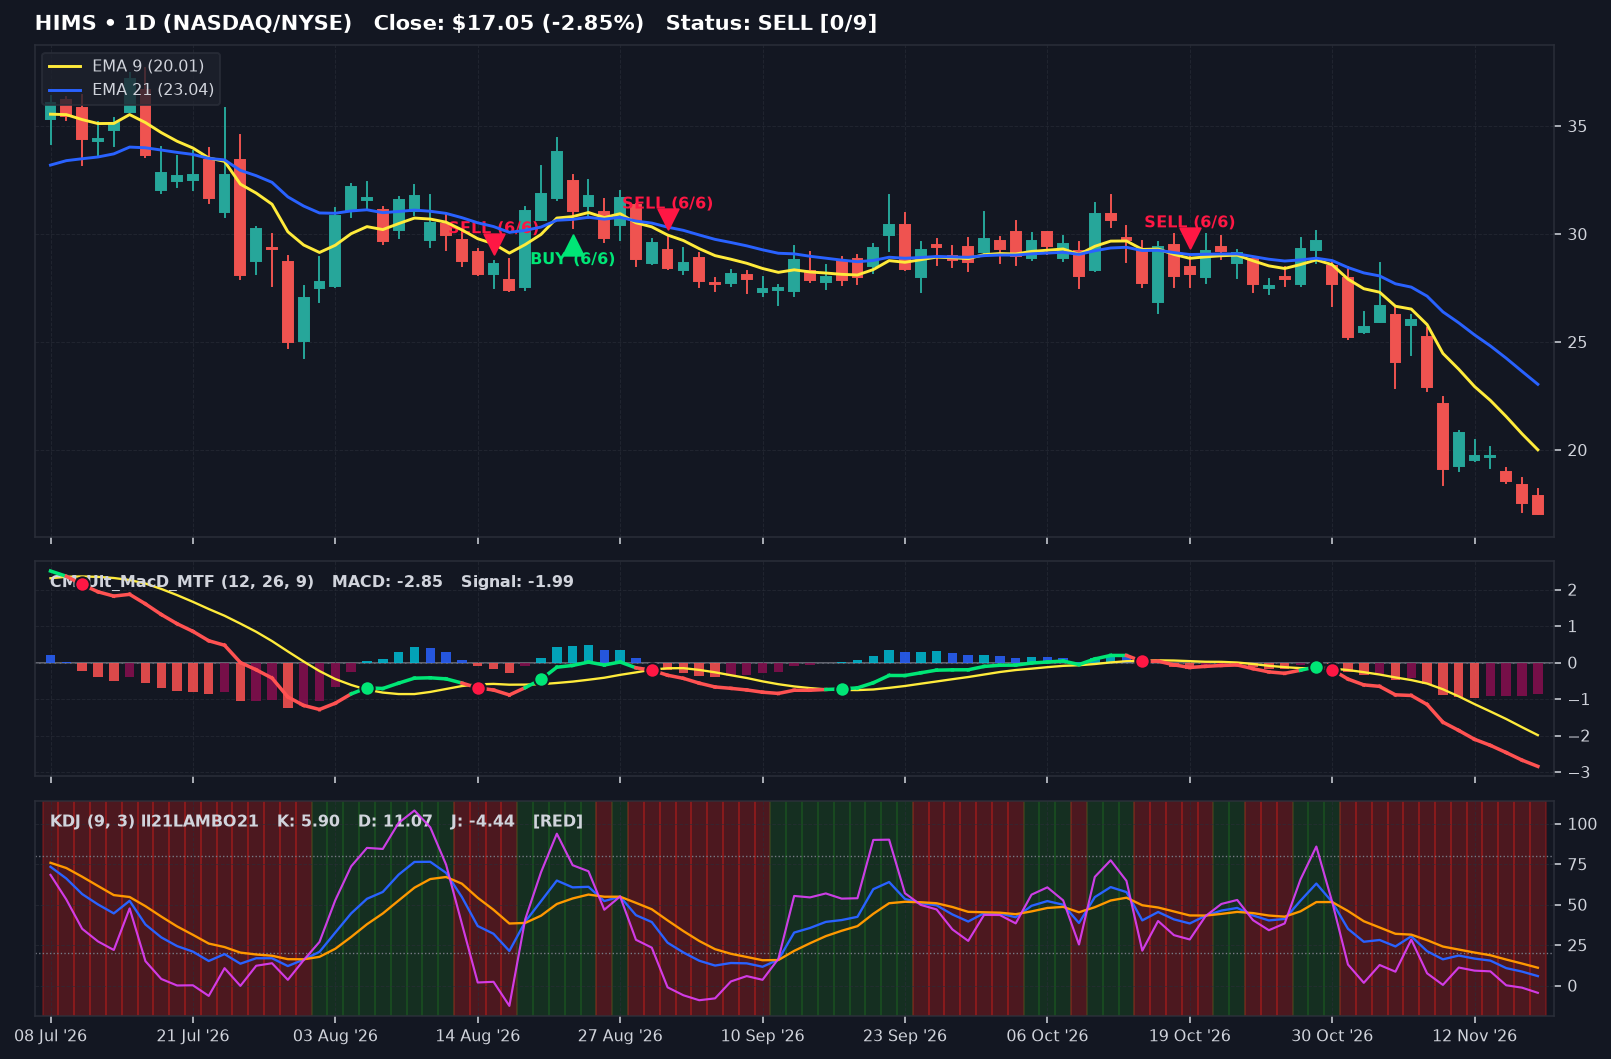 HIMS • 1D (NASDAQ/NYSE)   Close: $17.05 (-2.85%)   Status: SELL [0/9]
EMA 9 (20.01)
EMA 21 (23.04)
35
30
25
20
SELL (6/6)
BUY (6/6)
SELL (6/6)
SELL (6/6)
CM_Ult_MacD_MTF (12, 26, 9)   MACD: -2.85   Signal: -1.99
2
1
0
−1
−2
−3
KDJ (9, 3) ll21LAMBO21   K: 5.90   D: 11.07   J: -4.44   [RED]
100
75
50
25
0
08 Jul '26
21 Jul '26
03 Aug '26
14 Aug '26
27 Aug '26
10 Sep '26
23 Sep '26
06 Oct '26
19 Oct '26
30 Oct '26
12 Nov '26